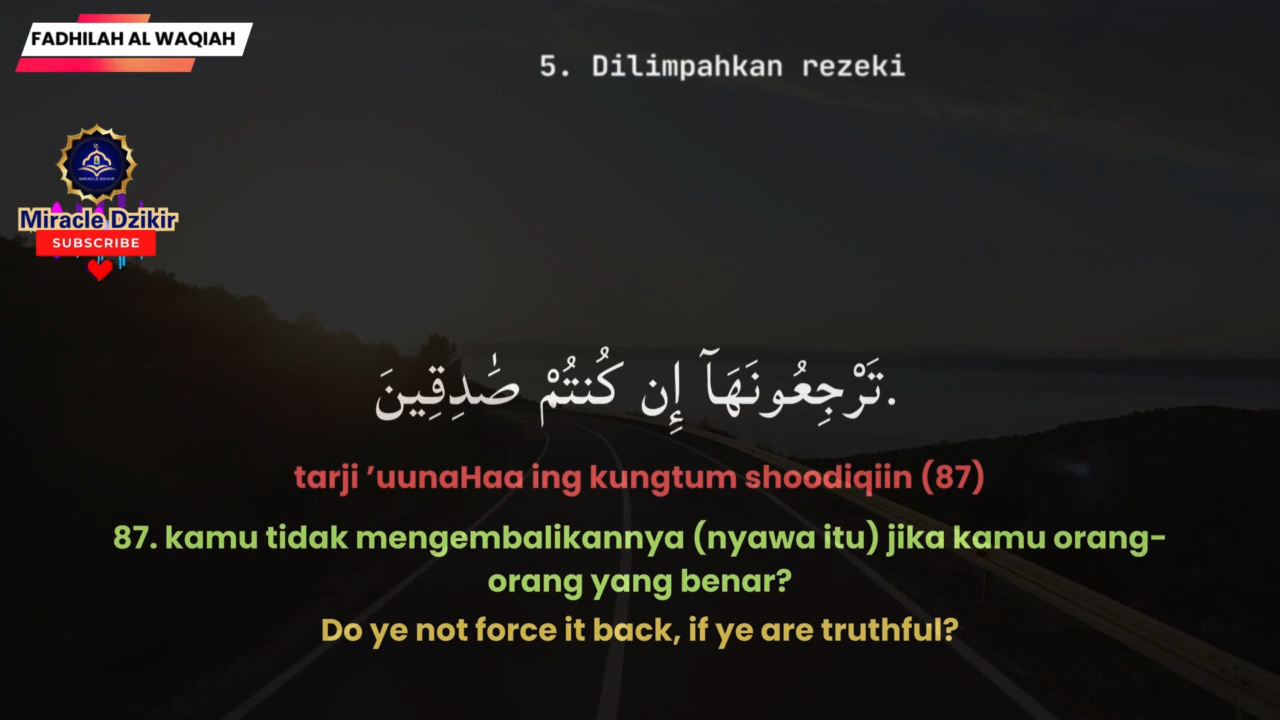 FADHILAH AL WAQIAH
5. Dilimpahkan rezeki
MIRACLE DZIKIR
Miracle Dzikir
SUBSCRIBE
تَرْجِعُونَهَآ إِن كُنتُمْ صَٰدِقِينَ.
tarji ’uunaHaa ing kungtum shoodiqiin (87)
87. kamu tidak mengembalikannya (nyawa itu) jika kamu orang-
orang yang benar?
Do ye not force it back, if ye are truthful?